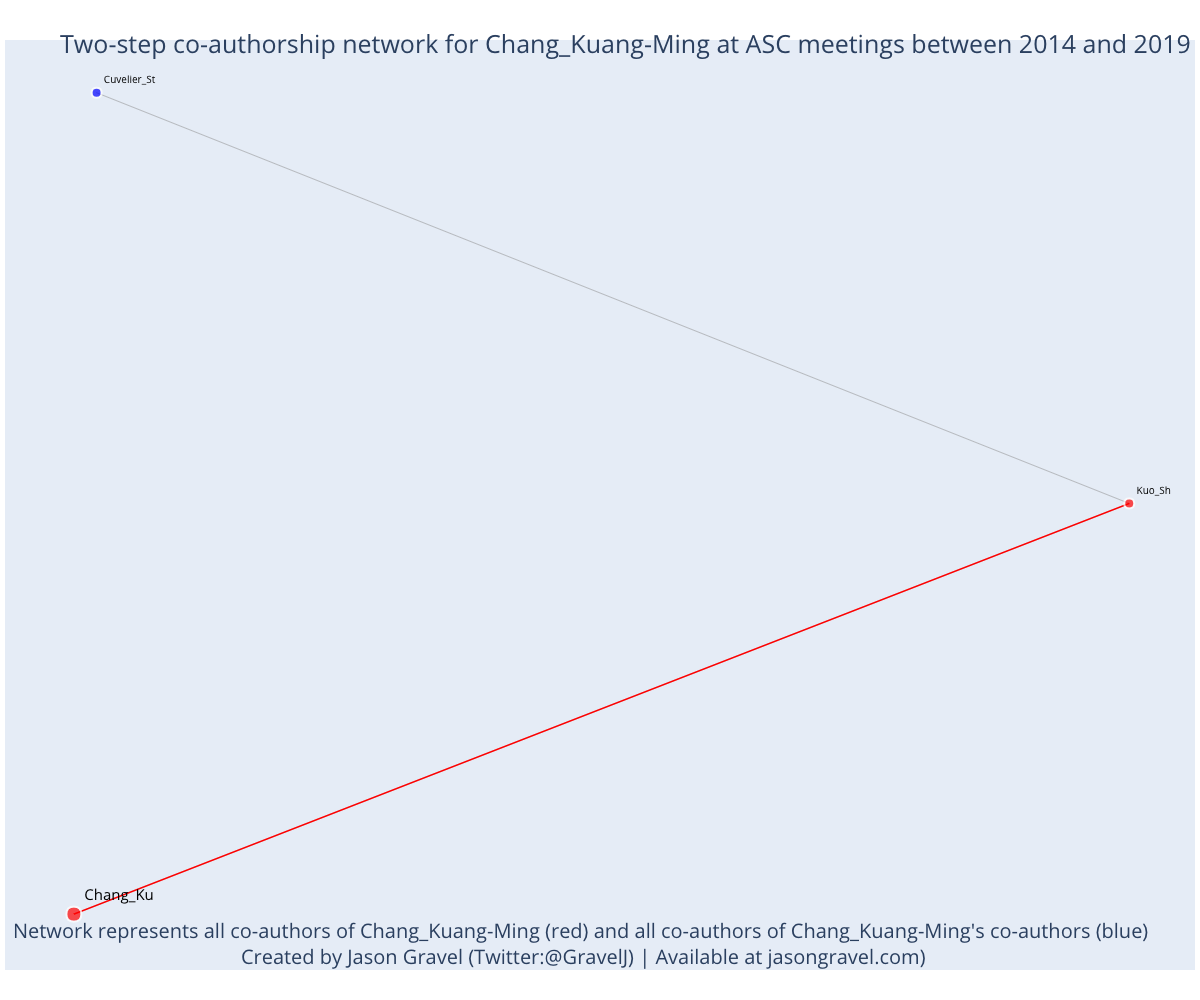 Two-step co-authorship network for Chang_Kuang-Ming at ASC meetings between 2014 and 2019
Cuvelier_St
Kuo_Sh
Chang_Ku
Network represents all co-authors of Chang_Kuang-Ming (red) and all co-authors of Chang_Kuang-Ming's co-authors (blue)
Created by Jason Gravel (Twitter:@GravelJ) | Available at jasongravel.com)